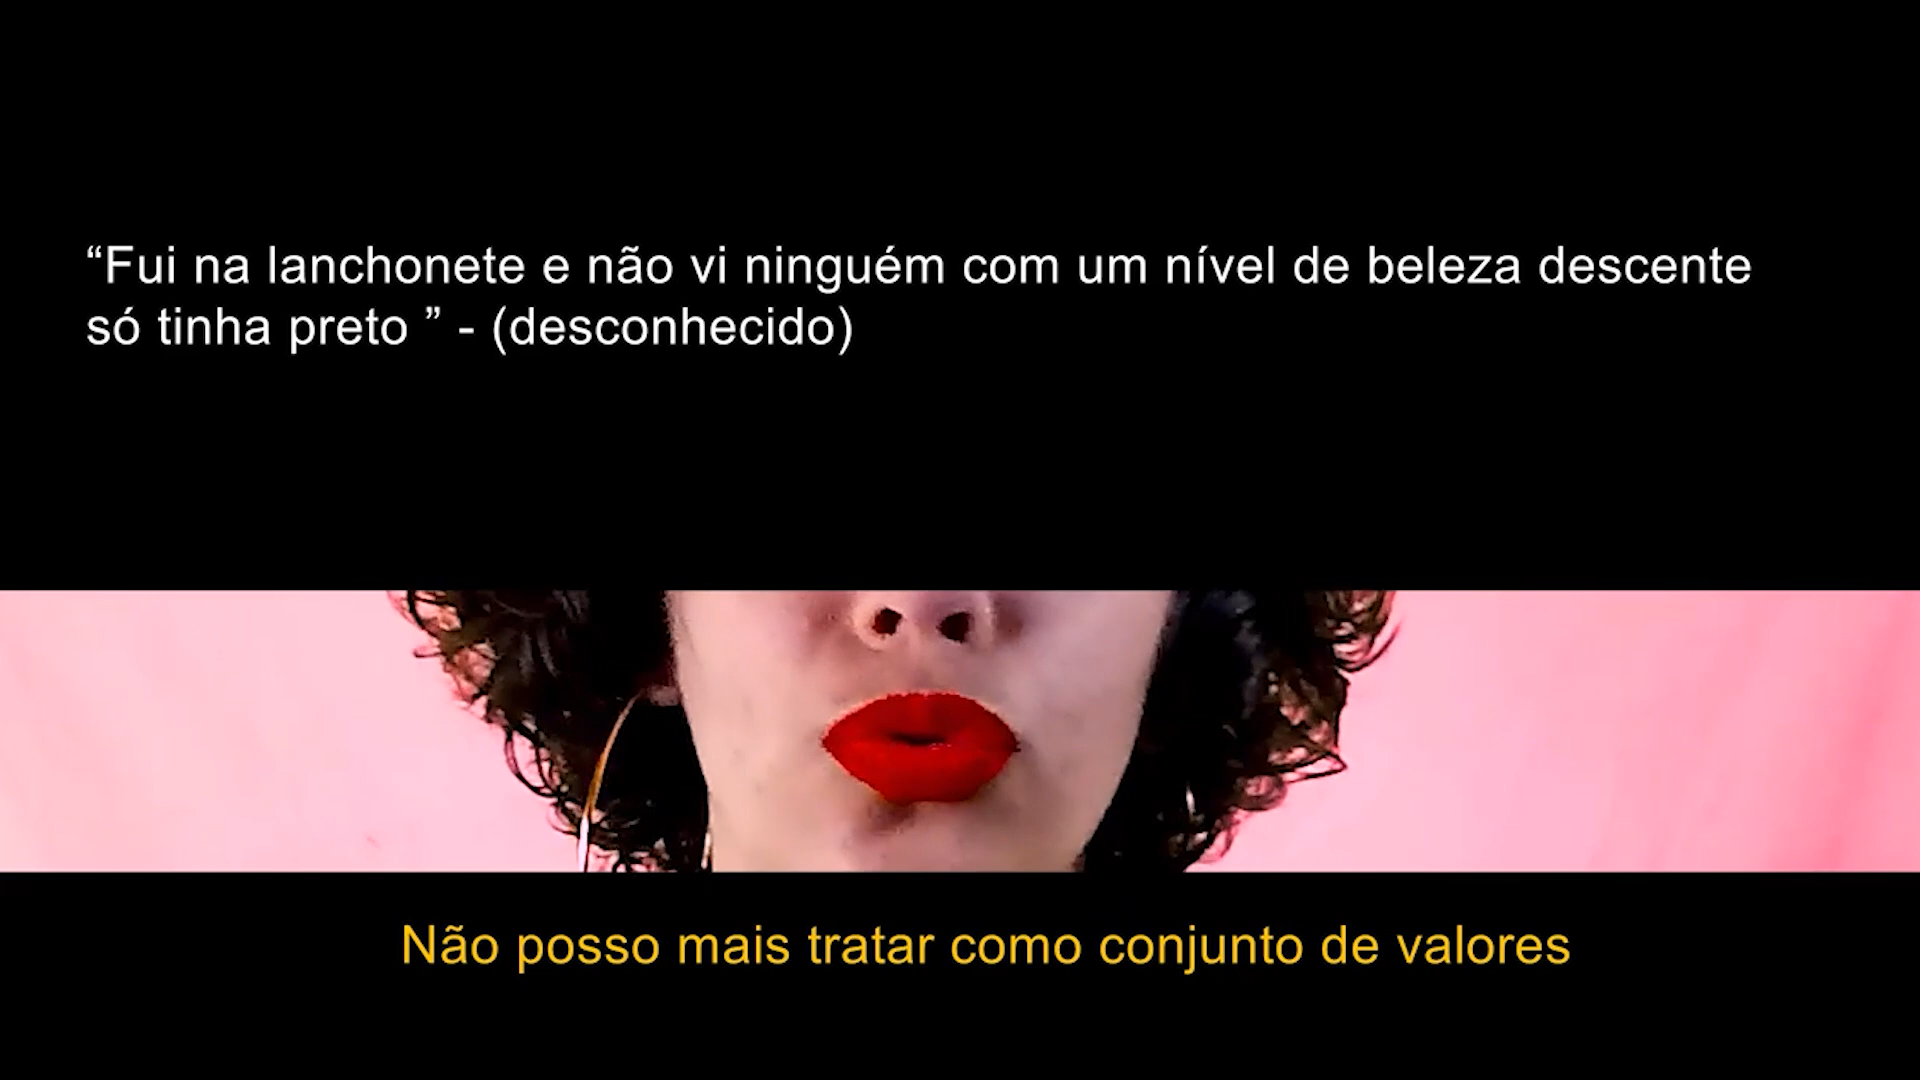 “Fui na lanchonete e não vi ninguém com um nível de beleza descente
só tinha preto ” - (desconhecido)
Não posso mais tratar como conjunto de valores